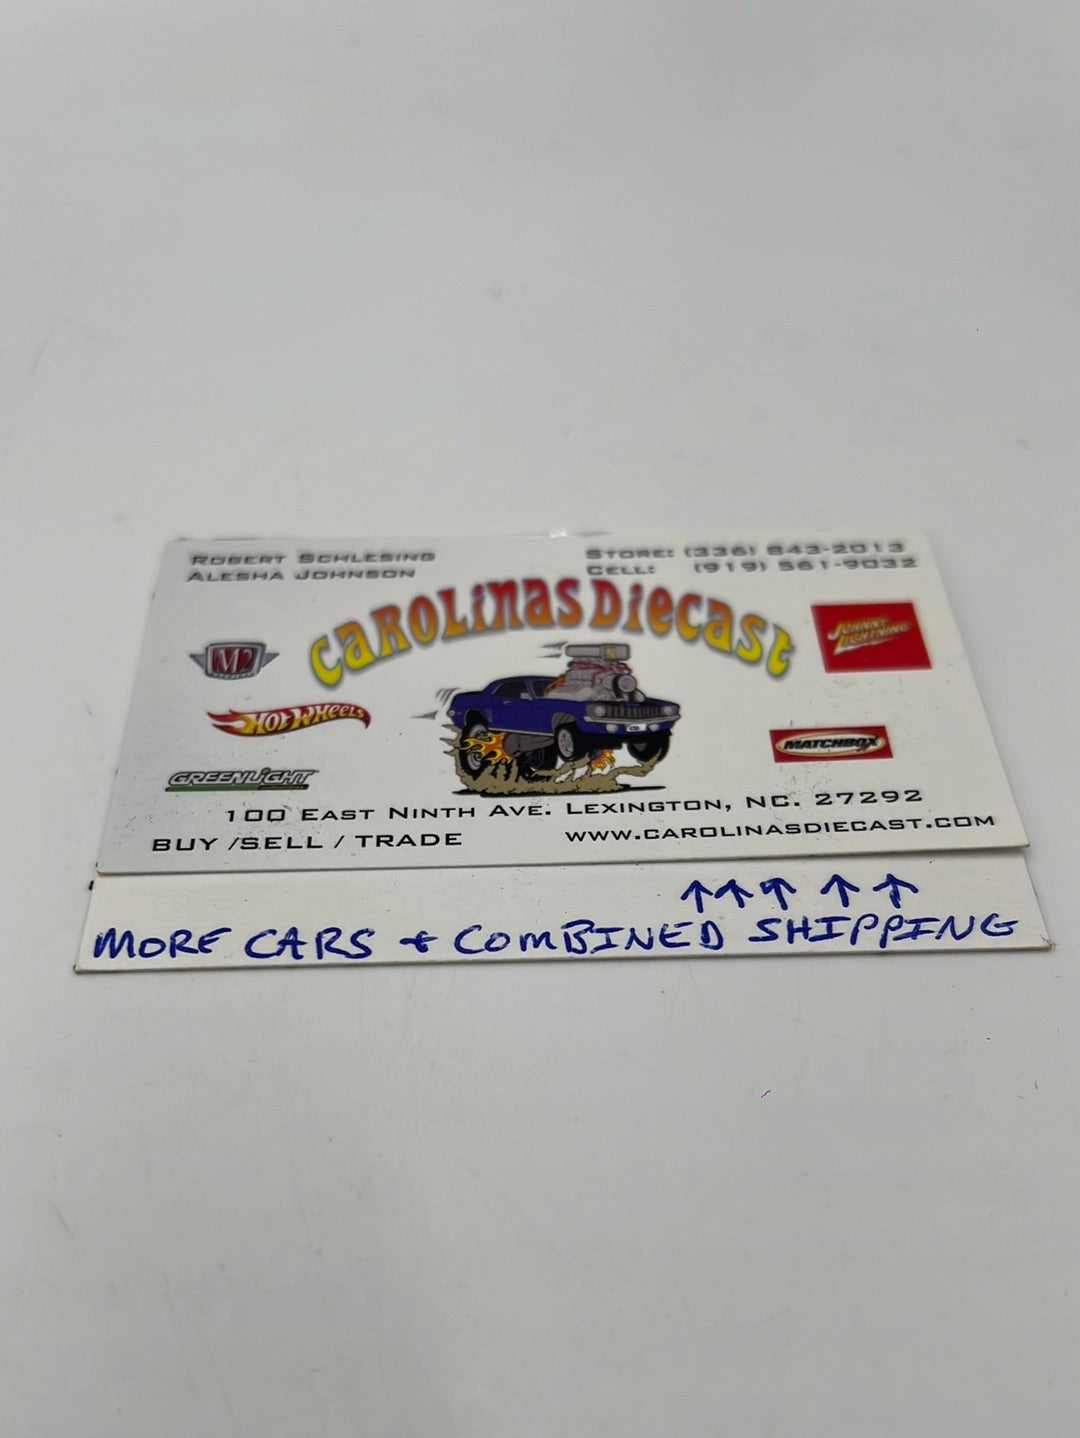 ROBERT SCHLESING
ALESHA JOHNSON
STORE: (336) 843-2013
CELL: (919) 561-9032
CAROLINAS DIECAST
M2
JOHNNY LIGHTNING
HOT WHEELS
MATCHBOX
GREENLIGHT
100 EAST NINTH AVE. LEXINGTON, NC. 27292
BUY /SELL / TRADE
WWW.CAROLINASDIECAST.COM
↑↑↑ ↑ ↑
MORE CARS + COMBINED SHIPPING